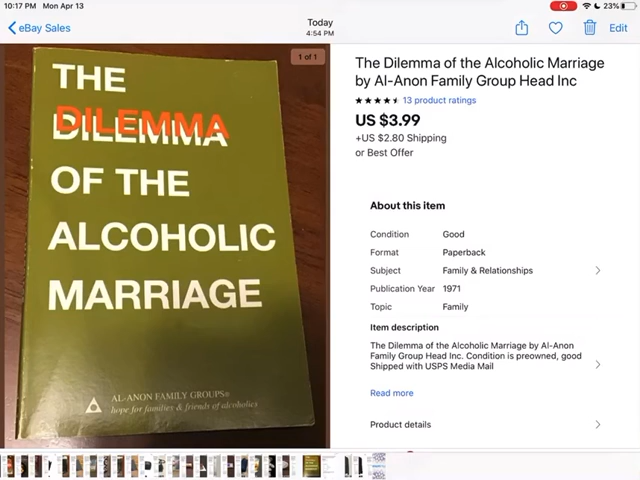 10:17 PM Mon Apr 13
23%
eBay Sales
Today
4:54 PM
Edit
1 of 1
THE
DILEMMA
DILEMMA
OF THE
ALCOHOLIC
MARRIAGE
AL-ANON FAMILY GROUPS®
hope for families & friends of alcoholics
The Dilemma of the Alcoholic Marriage
by Al-Anon Family Group Head Inc
13 product ratings
US $3.99
+US $2.80 Shipping
or Best Offer
About this item
Condition Good
Format Paperback
Subject Family & Relationships
Publication Year 1971
Topic Family
Item description
The Dilemma of the Alcoholic Marriage by Al-Anon
Family Group Head Inc. Condition is preowned, good
Shipped with USPS Media Mail
Read more
Product details